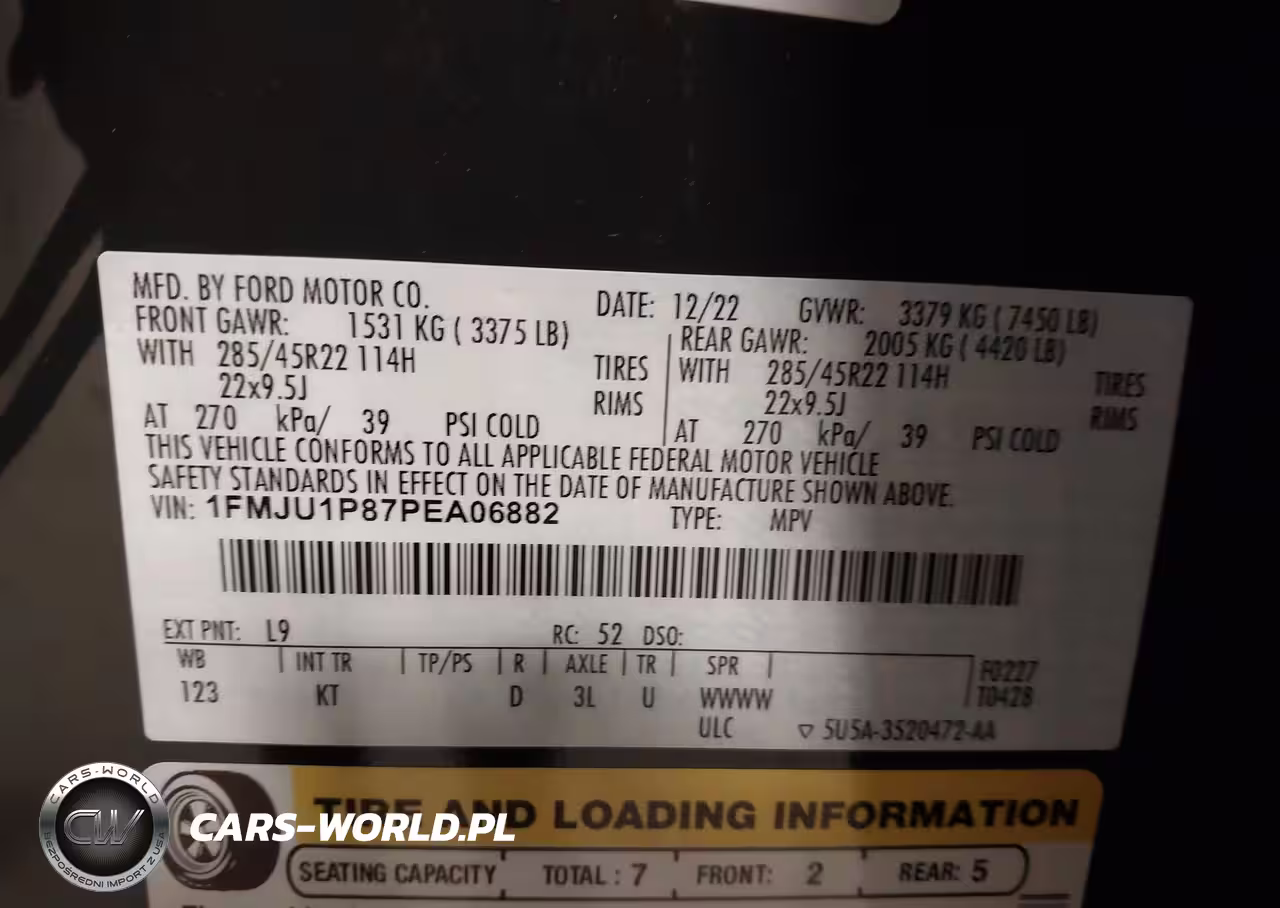 MFD. BY FORD MOTOR CO. DATE: 12/22 GVWR: 3379 KG ( 7450 LB)
FRONT GAWR: 1531 KG ( 3375 LB) REAR GAWR: 2005 KG ( 4420 LB)
WITH 285/45R22 114H TIRES WITH 285/45R22 114H TIRES
22x9.5J RIMS 22x9.5J RIMS
AT 270 kPa/ 39 PSI COLD AT 270 kPa/ 39 PSI COLD
THIS VEHICLE CONFORMS TO ALL APPLICABLE FEDERAL MOTOR VEHICLE
SAFETY STANDARDS IN EFFECT ON THE DATE OF MANUFACTURE SHOWN ABOVE.
VIN: 1FMJU1P87PEA06882 TYPE: MPV
EXT PNT: L9 RC: 52 DSO:
WB INT TR TP/PS R AXLE TR SPR F0227
123 KT D 3L U WWWW T0428
ULC ▽ 5U5A-3520472-AA
TIRE AND LOADING INFORMATION
SEATING CAPACITY TOTAL : 7 FRONT: 2 REAR: 5
CARS-WORLD
CW
BEZPOŚREDNI IMPORT Z USA
CARS-WORLD.PL